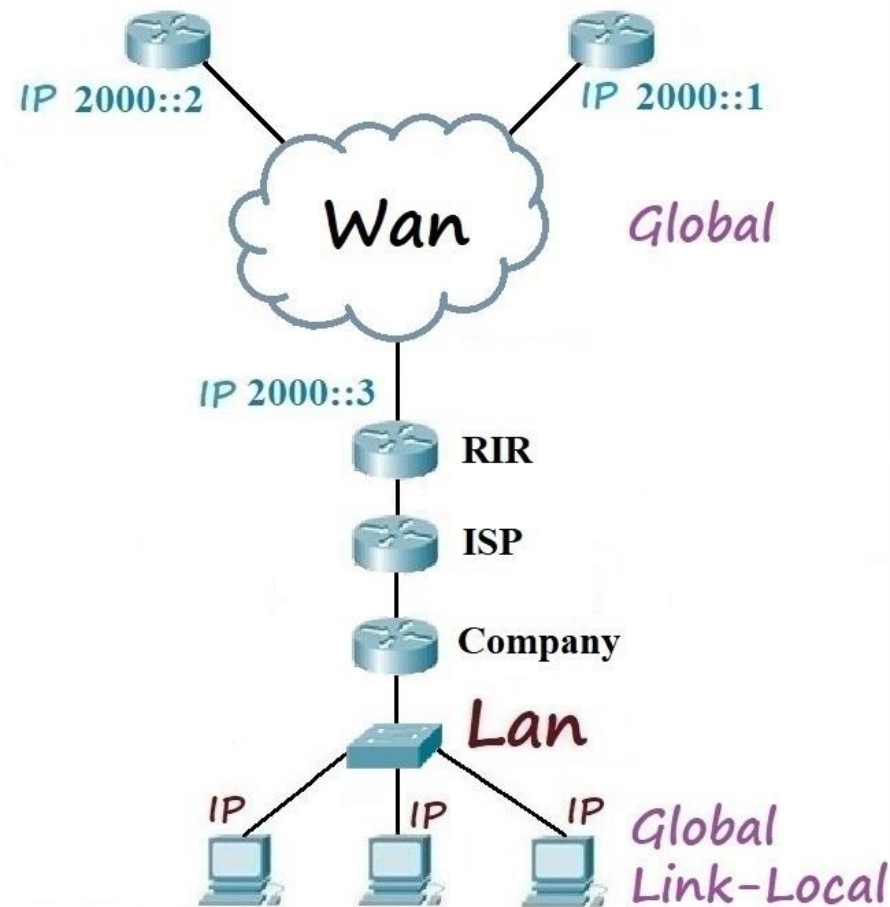 IP 2000::2
IP 2000::1
Wan
Global
IP 2000::3
RIR
ISP
Company
Lan
IP
IP
IP
Global
Link-Local